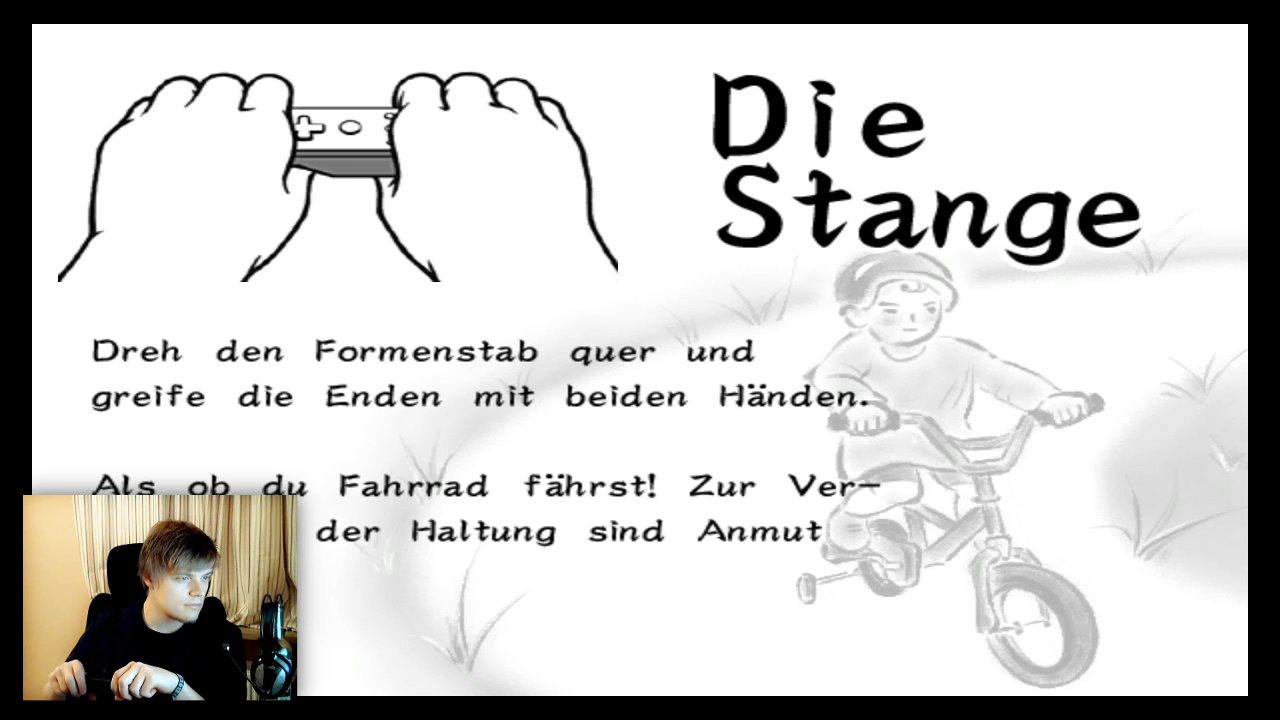 Die
Stange
Dreh den Formenstab quer und
greife die Enden mit beiden Händen.
Als ob du Fahrrad fährst! Zur Ver-
der Haltung sind Anmut